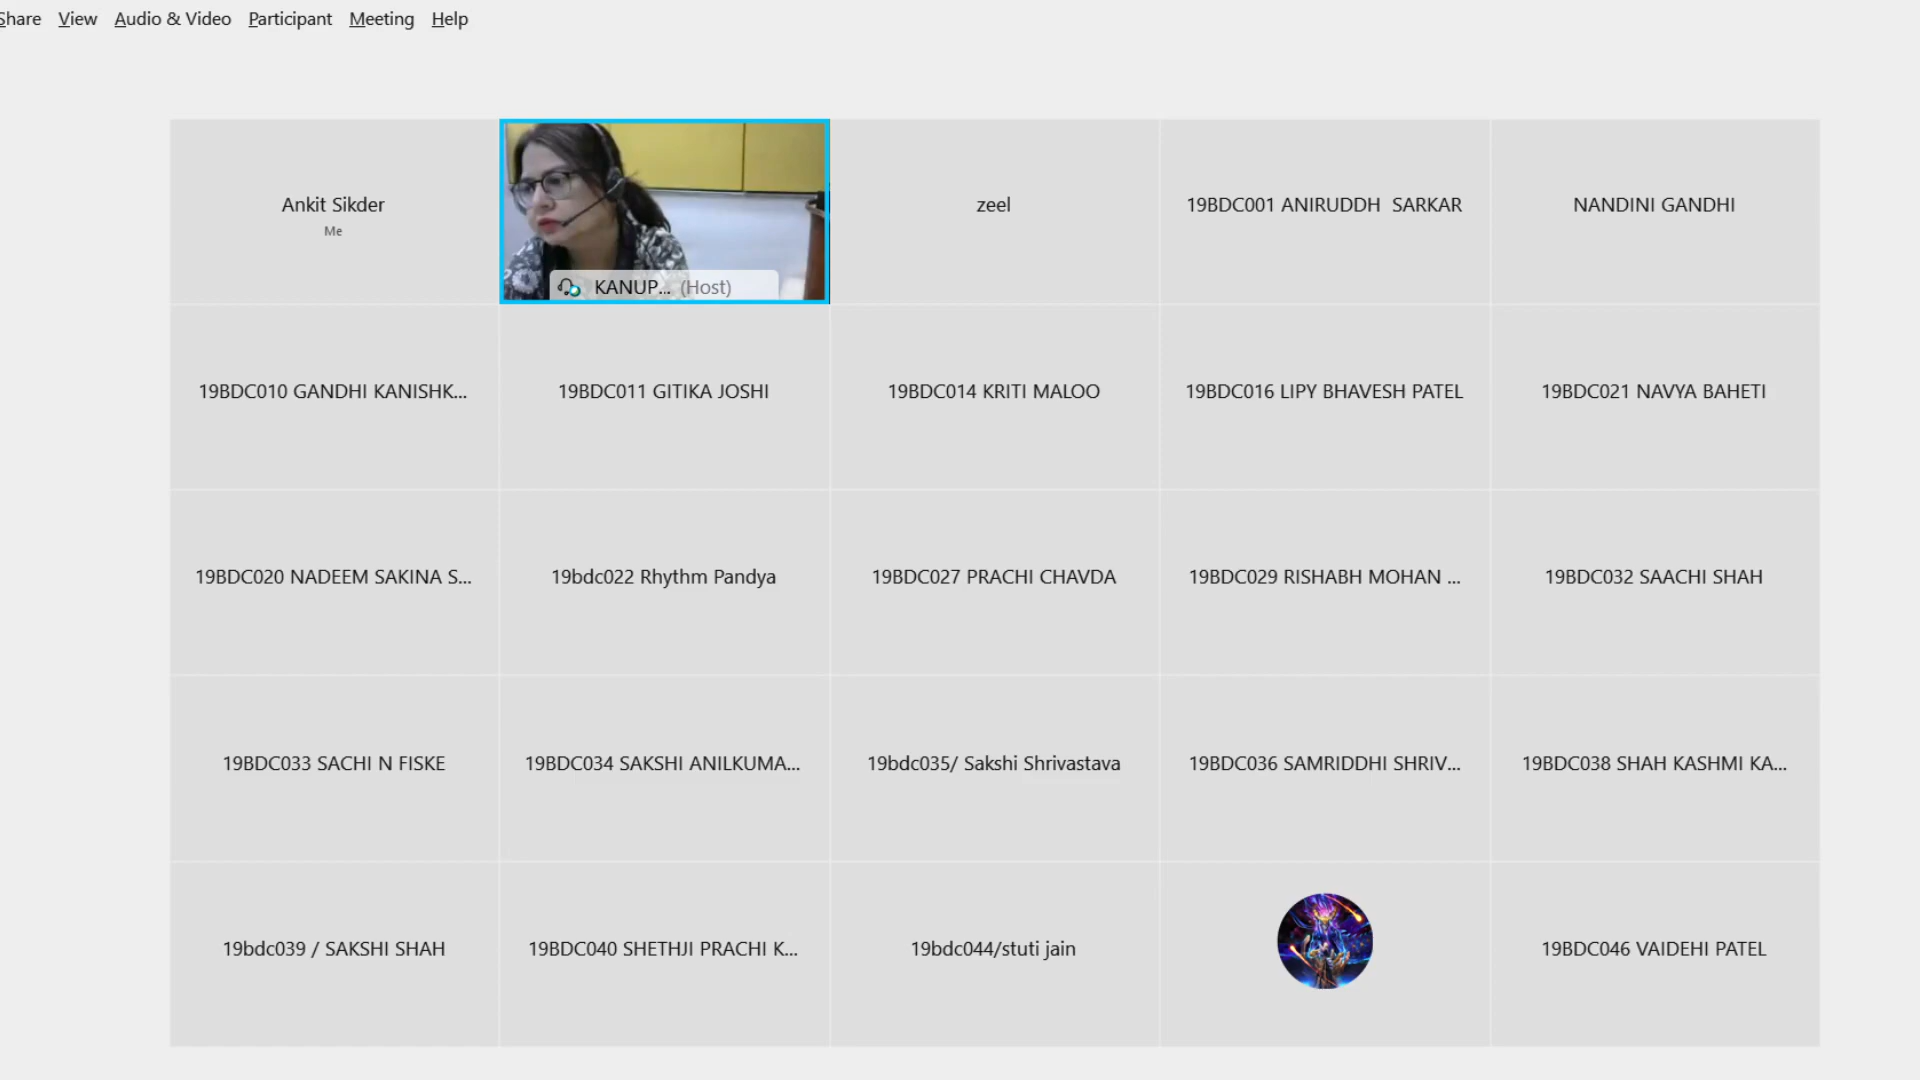 Share View Audio & Video Participant Meeting Help
Ankit Sikder
Me
KANUP... (Host)
zeel
19BDC001 ANIRUDDH SARKAR
NANDINI GANDHI
19BDC010 GANDHI KANISHK...
19BDC011 GITIKA JOSHI
19BDC014 KRITI MALOO
19BDC016 LIPY BHAVESH PATEL
19BDC021 NAVYA BAHETI
19BDC020 NADEEM SAKINA S...
19bdc022 Rhythm Pandya
19BDC027 PRACHI CHAVDA
19BDC029 RISHABH MOHAN ...
19BDC032 SAACHI SHAH
19BDC033 SACHI N FISKE
19BDC034 SAKSHI ANILKUMA...
19bdc035/ Sakshi Shrivastava
19BDC036 SAMRIDDHI SHRIV...
19BDC038 SHAH KASHMI KA...
19bdc039 / SAKSHI SHAH
19BDC040 SHETHJI PRACHI K...
19bdc044/stuti jain
19BDC046 VAIDEHI PATEL